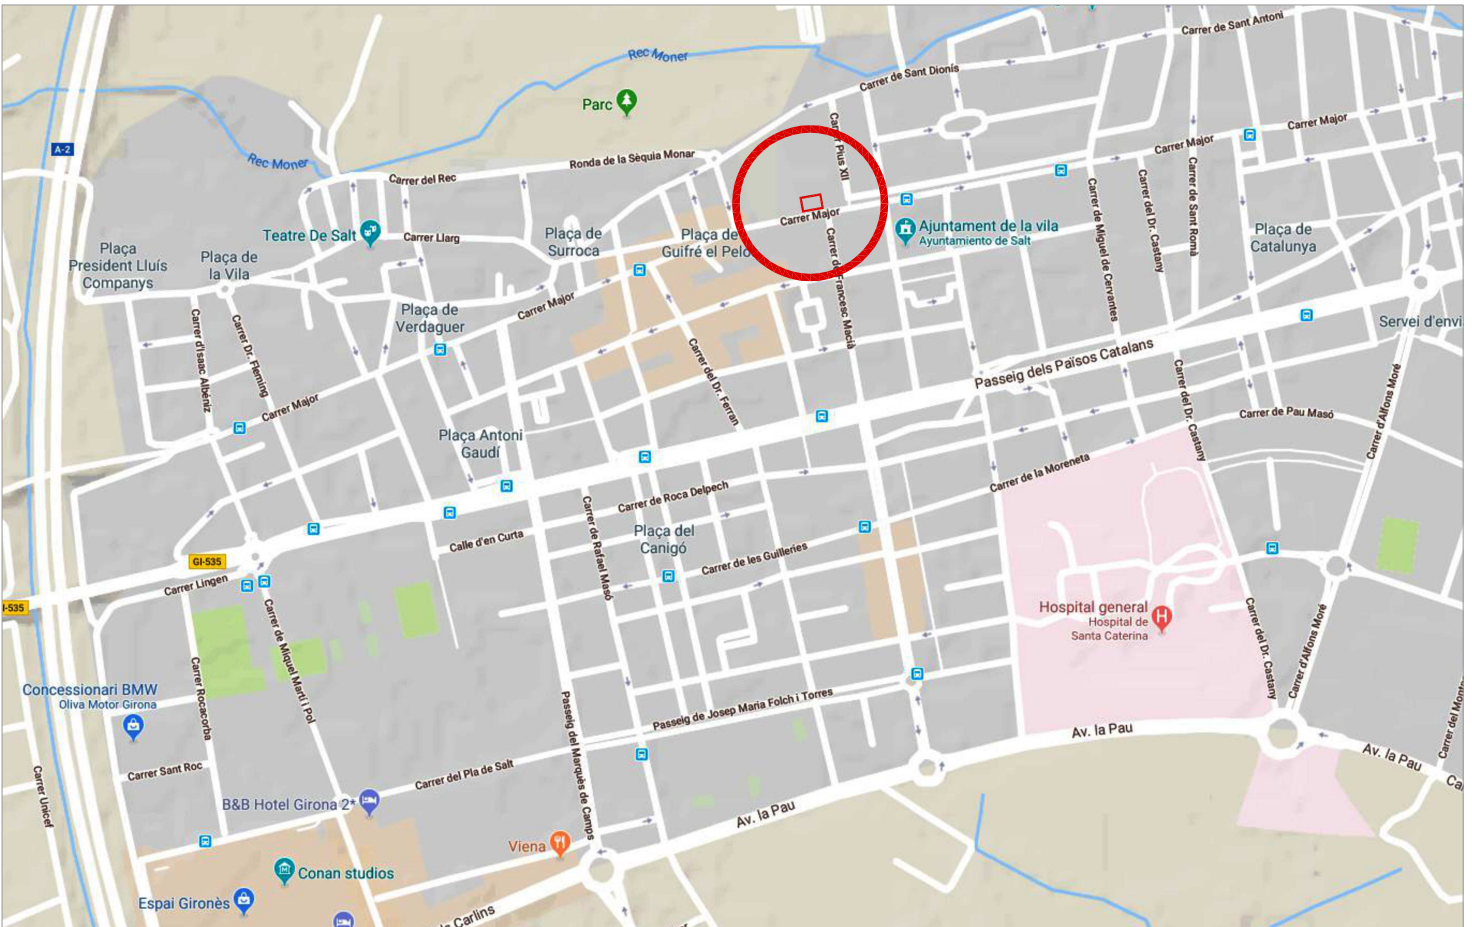 Carrer de Sant Antoni
Rec Moner
Carrer de Sant Dionís
Parc
Carrer Major
Carrer Major
A-2
Rec Moner
Ronda de la Sèquia Monar
Carrer del Rec
Pius XII
Carrer de Miguel de Cervantes
Carrer del Dr. Castany
Carrer de Sant Romà
Carrer Major
Teatre De Salt
Carrer Llarg
Plaça de
Surroca
Plaça de
Guifré el Pelo
Ajuntament de la vila
Ayuntamiento de Salt
Plaça de
Catalunya
Plaça
President Lluís
Companys
Plaça de
la Vila
Francesc Macià
Carrer Major
Plaça de
Verdaguer
Carrer d'Isaac Albéniz
Carrer Dr. Fleming
Servei d'envi
Passeig dels Països Catalans
Carrer del Dr. Ferran
Carrer del Dr. Castany
Carrer d'Alfons Moré
Carrer Major
Carrer de Pau Masó
Plaça Antoni
Gaudí
Carrer de la Moreneta
Carrer de Roca Delpech
Carrer de Rafael Masó
Plaça del
Canigó
Calle d'en Curta
Carrer de les Guilleries
GI-535
Carrer Lingen
I-535
Carrer de Miquel Martí i Pol
Hospital general
Hospital de
Santa Caterina
Carrer del Dr. Castany
Carrer d'Alfons Moré
Carrer Rocacorba
Concessionari BMW
Oliva Motor Girona
Passeig del Marquès de Camps
Passeig de Josep Maria Folch i Torres
Av. la Pau
Av. la Pau
Carrer del Mont
Ca
Carrer Sant Roc
Carrer del Pla de Salt
Carrer Unicef
B&B Hotel Girona 2*
Av. la Pau
Viena
Conan studios
Espai Gironès
Carlins